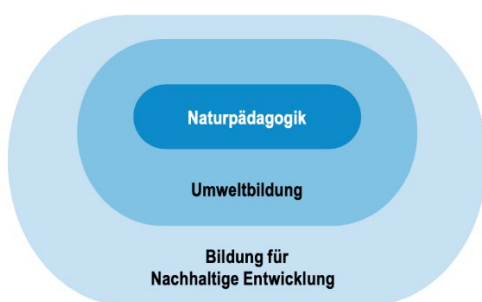 Naturpädagogik
Umweltbildung
Bildung für
Nachhaltige Entwicklung